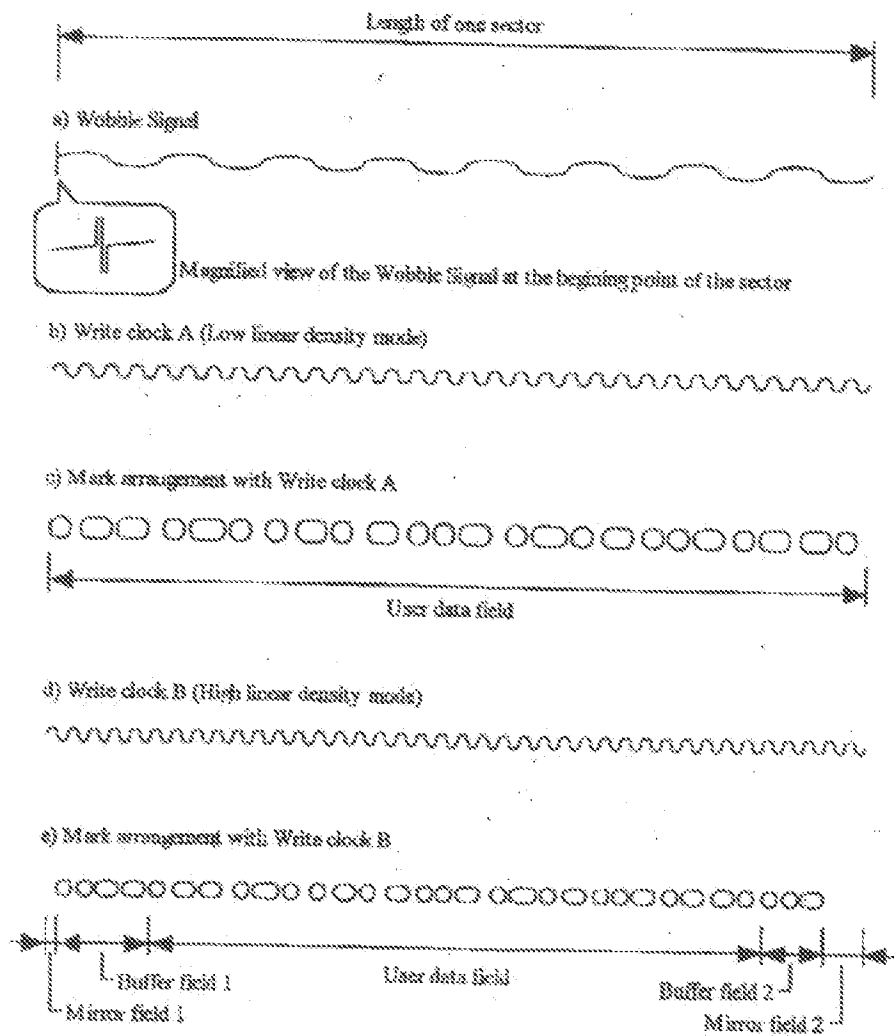 Length of one sector
a) Wobble Signal
Magnified view of the Wobble Signal at the begining point of the sector
b) Write clock A (Low linear density mode)
c) Mark arrangement with Write clock A
User data field
d) Write clock B (High linear density mode)
e) Mark arrangement with Write clock B
Buffer field 1
User data field
Buffer field 2
Mirror field 1
Mirror field 2